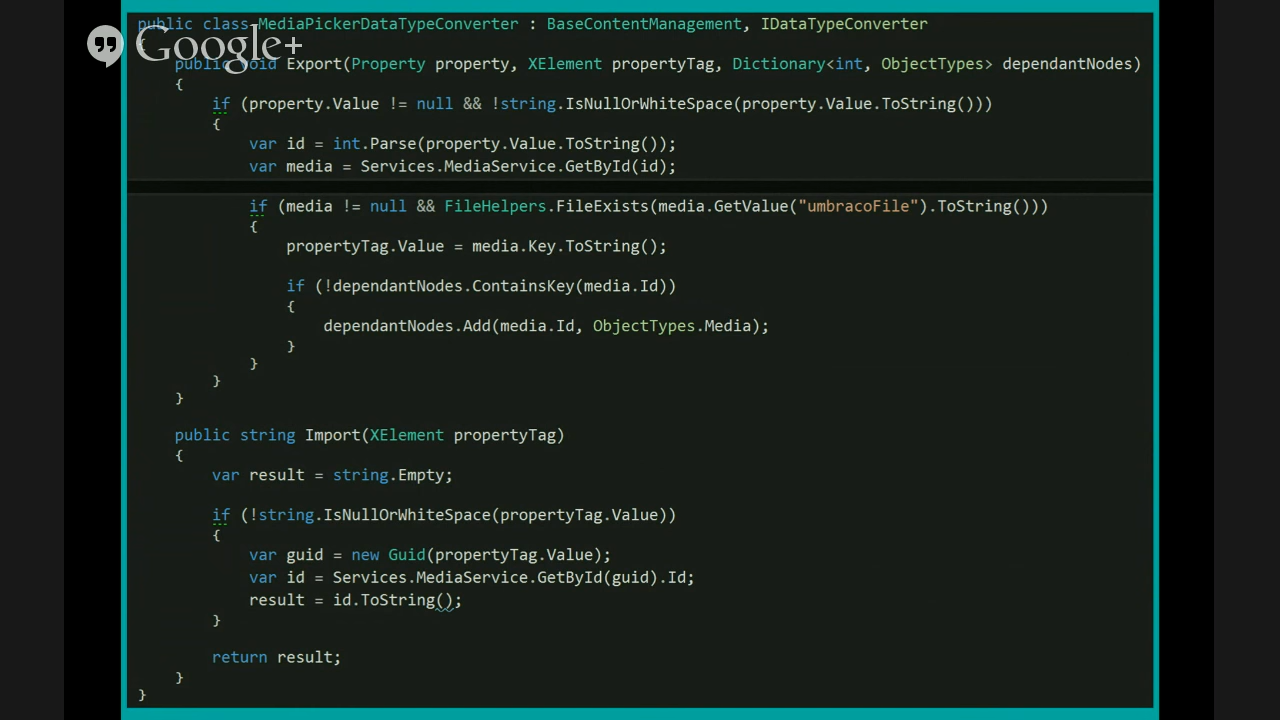 public class MediaPickerDataTypeConverter : BaseContentManagement, IDataTypeConverter
{
Google+
public void Export(Property property, XElement propertyTag, Dictionary<int, ObjectTypes> dependantNodes)
{
if (property.Value != null && !string.IsNullOrWhiteSpace(property.Value.ToString()))
{
var id = int.Parse(property.Value.ToString());
var media = Services.MediaService.GetById(id);
if (media != null && FileHelpers.FileExists(media.GetValue("umbracoFile").ToString()))
{
propertyTag.Value = media.Key.ToString();
if (!dependantNodes.ContainsKey(media.Id))
{
dependantNodes.Add(media.Id, ObjectTypes.Media);
}
}
}
}
public string Import(XElement propertyTag)
{
var result = string.Empty;
if (!string.IsNullOrWhiteSpace(propertyTag.Value))
{
var guid = new Guid(propertyTag.Value);
var id = Services.MediaService.GetById(guid).Id;
result = id.ToString();
}
return result;
}
}